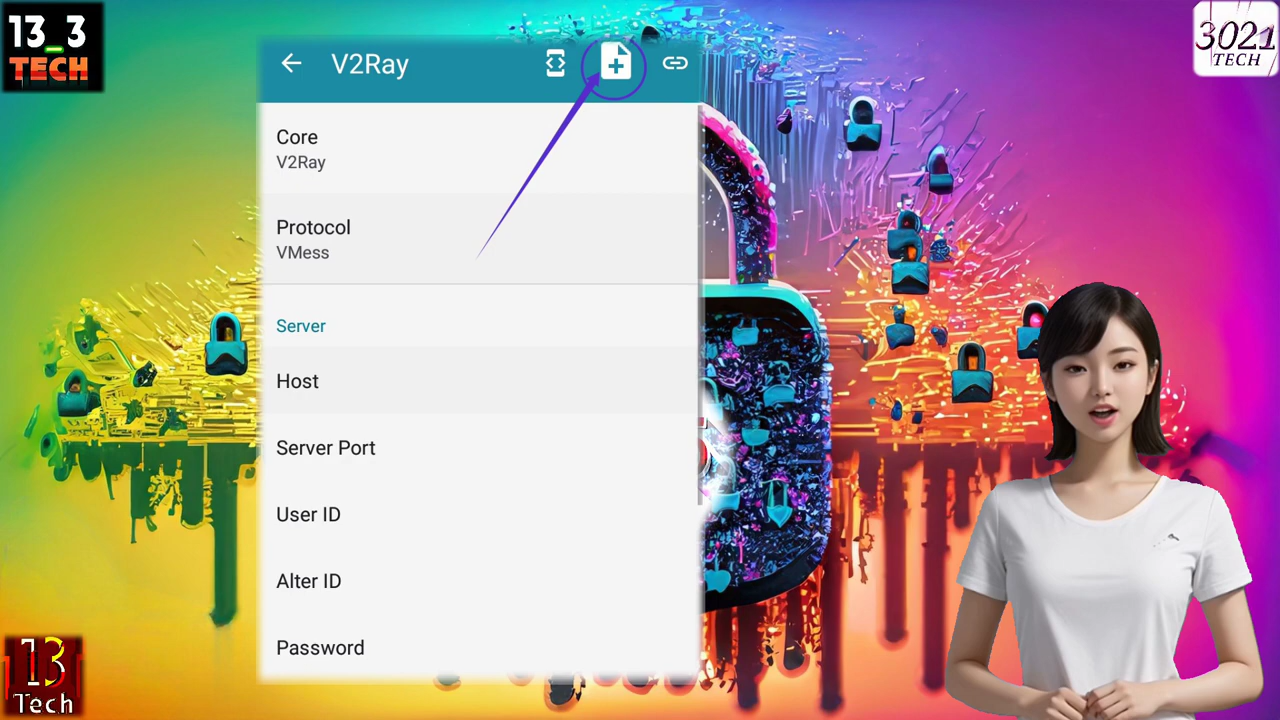 13_3
TECH
3021
TECH
V2Ray
Core
V2Ray
Protocol
VMess
Server
Host
Server Port
User ID
Alter ID
Password
13
Tech